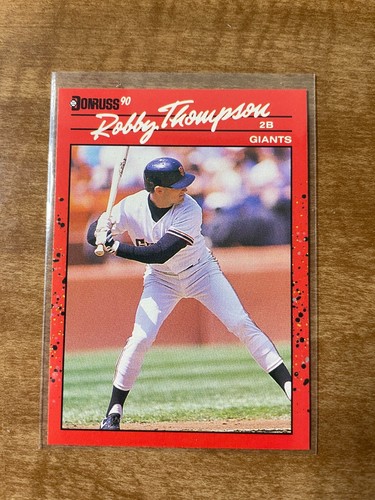 DONRUSS 90
Robby Thompson
2B
GIANTS